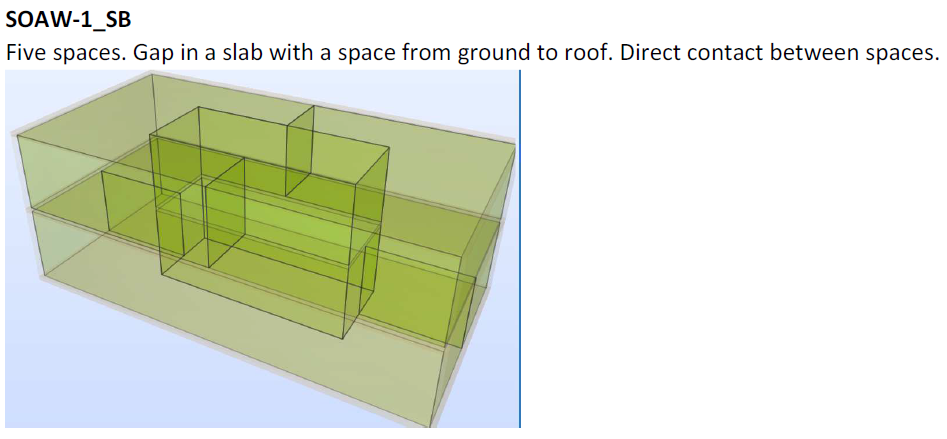 SOAW-1_SB
Five spaces. Gap in a slab with a space from ground to roof. Direct contact between spaces.